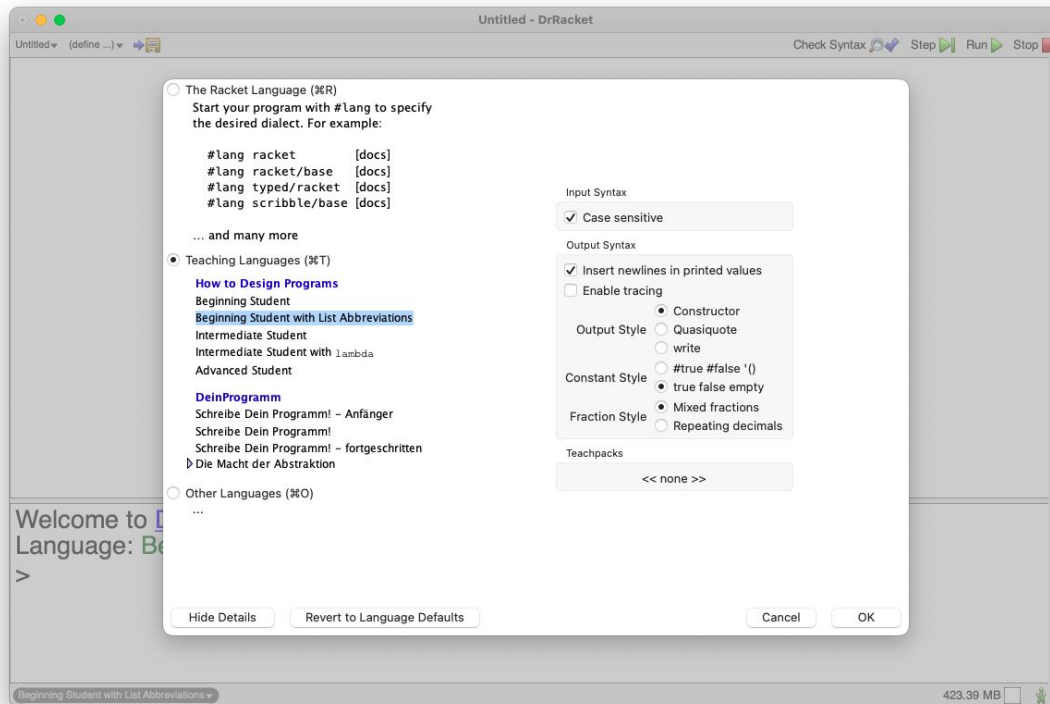 Untitled - DrRacket
Untitled (define ...) Check Syntax Step Run Stop
The Racket Language (⌘R)
Start your program with #lang to specify
the desired dialect. For example:
#lang racket [docs]
#lang racket/base [docs]
#lang typed/racket [docs]
#lang scribble/base [docs]
... and many more
Teaching Languages (⌘T)
How to Design Programs
Beginning Student
Beginning Student with List Abbreviations
Intermediate Student
Intermediate Student with lambda
Advanced Student
DeinProgramm
Schreibe Dein Programm! - Anfänger
Schreibe Dein Programm!
Schreibe Dein Programm! - fortgeschritten
Die Macht der Abstraktion
Other Languages (⌘O)
...
Input Syntax
Case sensitive
Output Syntax
Insert newlines in printed values
Enable tracing
Output Style
Constructor
Quasiquote
write
Constant Style
#true #false '()
true false empty
Fraction Style
Mixed fractions
Repeating decimals
Teachpacks
<< none >>
Hide Details Revert to Language Defaults Cancel OK
Welcome to
Language: Be
>
Beginning Student with List Abbreviations 423.39 MB